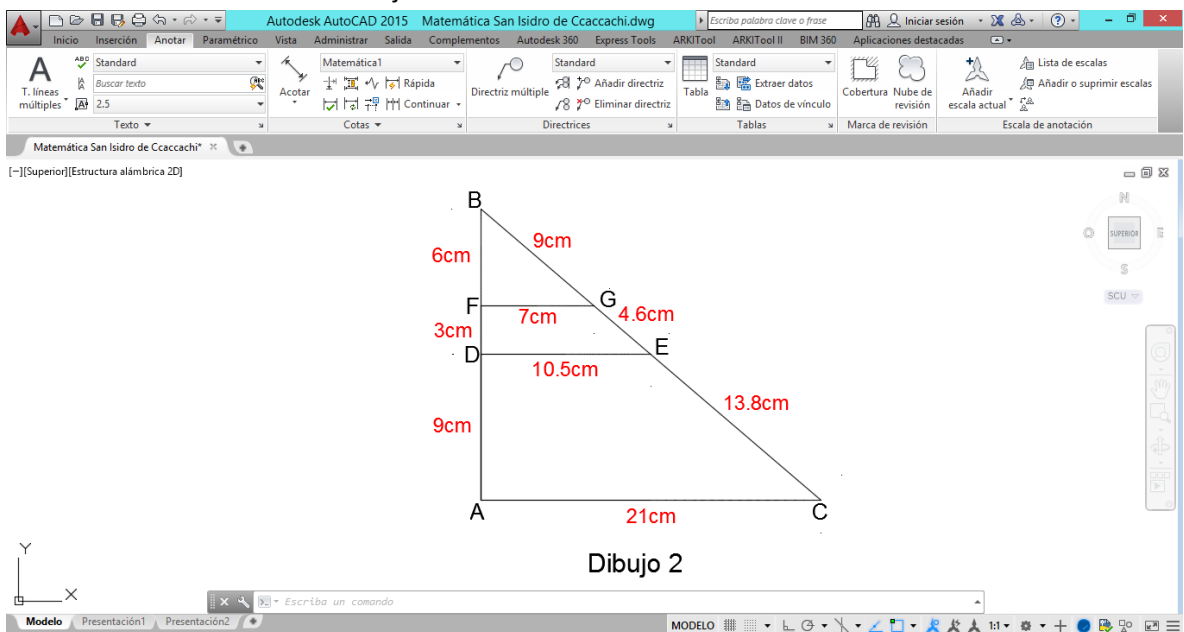 Autodesk AutoCAD 2015 Matemática San Isidro de Ccaccachi.dwg
Escriba palabra clave o frase
Iniciar sesión
Inicio Inserción Anotar Paramétrico Vista Administrar Salida Complementos Autodesk 360 Express Tools ARKITool ARKITool II BIM 360 Aplicaciones destacadas
A
T. líneas múltiples
ABC Standard
Buscar texto
2.5
Texto
Acotar
Matemática1
Rápida
Continuar
Cotas
Directriz múltiple
Standard
Añadir directriz
Eliminar directriz
Directrices
Tabla
Standard
Extraer datos
Datos de vínculo
Tablas
Cobertura
Nube de revisión
Marca de revisión
Añadir escala actual
Lista de escalas
Añadir o suprimir escalas
Escala de anotación
Matemática San Isidro de Ccaccachi*
[−][Superior][Estructura alámbrica 2D]
N
O SUPERIOR E
S
SCU
B
9cm
6cm
F
G
7cm
4.6cm
3cm
D
E
10.5cm
13.8cm
9cm
A
C
21cm
Dibujo 2
Y
X
Escriba un comando
Modelo Presentación1 Presentación2
MODELO
1:1